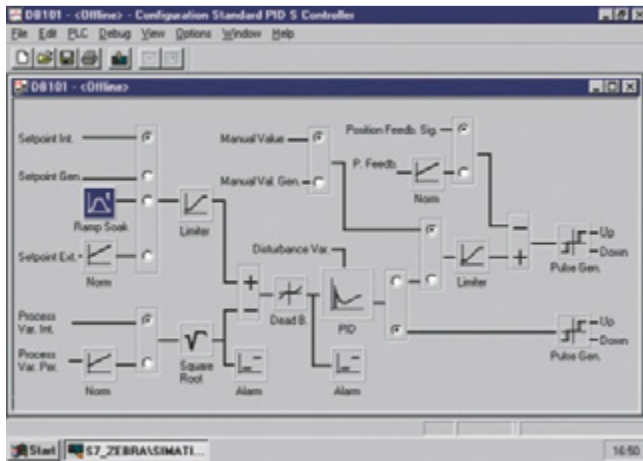 DB101 - <Offline> - Configuration Standard PID S Controller
File Edit PLC Debug View Options Window Help
DB101 - <Offline>
Setpoint Int.
Manual Value
Position Feedb. Sig.
Setpoint Gen.
Manual Val. Gen.
P. Feedb.
Norm
Ramp Soak
Limiter
Setpoint Ext.
Norm
Disturbance Var.
Limiter
Pulse Gen.
Up
Down
Process Var. Int.
Dead B.
PID
Up
Down
Pulse Gen.
Process Var. Per.
Norm
Square Root
Alarm
Alarm
Start
S7_ZEBRA\SIMATI...
16:50